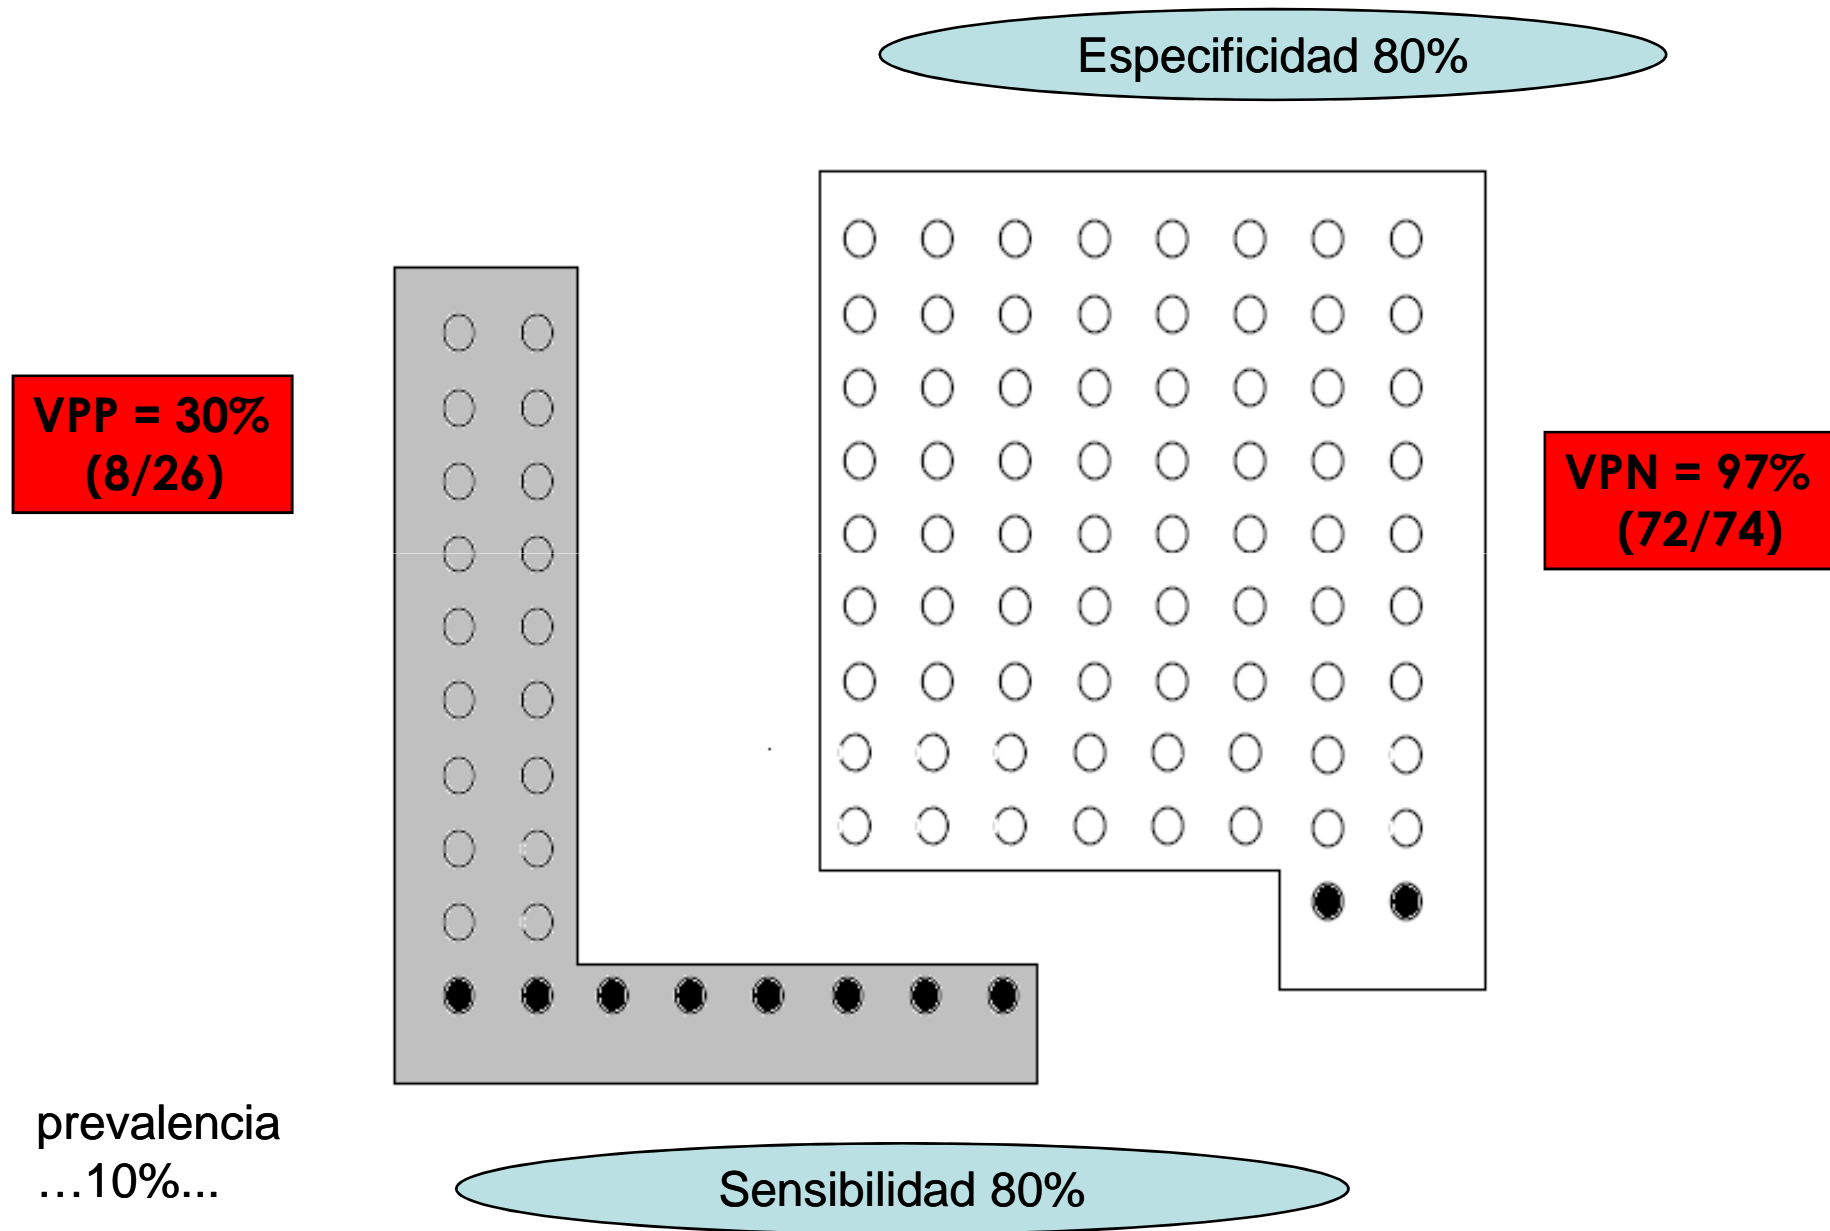 Especificidad 80%
VPP = 30%
(8/26)
VPN = 97%
(72/74)
prevalencia
...10%...
Sensibilidad 80%